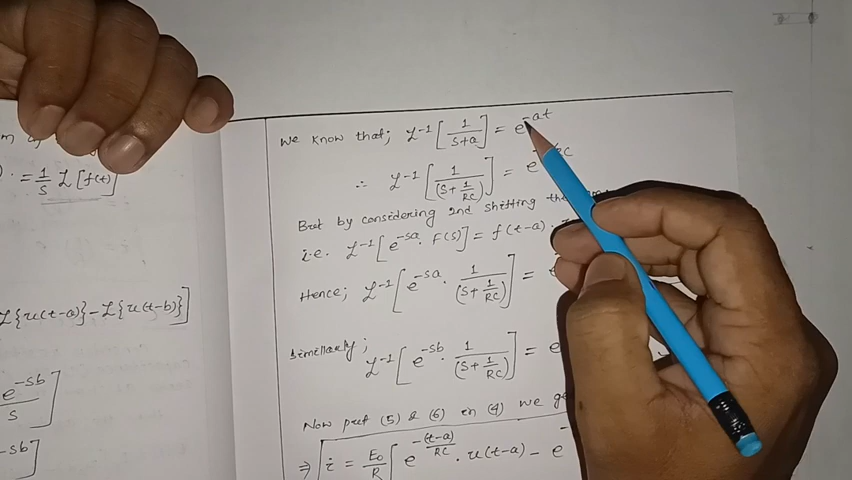 ). = 1/s ℒ [f(t)]
ℒ{u(t-a)} - ℒ{u(t-b)}]
e^-sb / s ]
-sb ]
We know that; ℒ^-1 [ 1/(s+a) ] = e^-at
∴ ℒ^-1 [ 1/(s + 1/RC) ] = e
But by considering 2nd shifting
i.e. ℒ^-1 [ e^-sa . F(s) ] = f(t-a).
Hence; ℒ^-1 [ e^-sa . 1/(s + 1/RC) ] =
similarly; ℒ^-1 [ e^-sb . 1/(s + 1/RC) ] = e
Now put (5) & (6) in (4) we
⇒ i = E₀/R [ e^-(t-a)/RC . u(t-a) - e^-